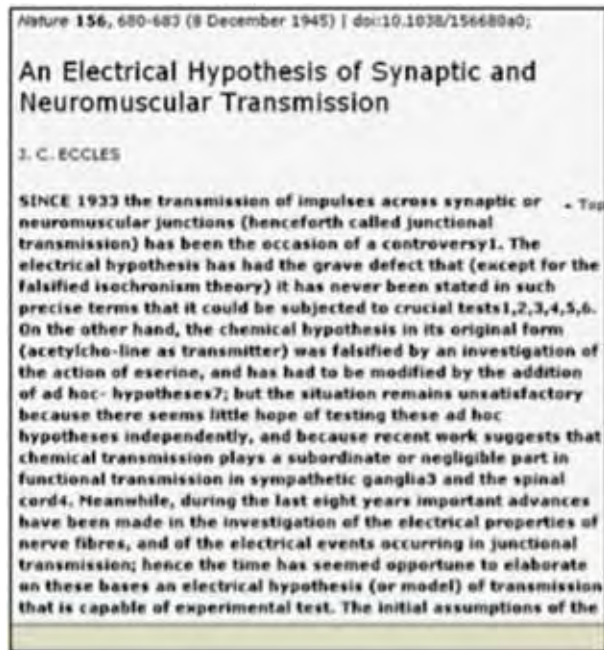 Nature 156, 680-683 (8 December 1945) | doi:10.1038/156680a0;
An Electrical Hypothesis of Synaptic and
Neuromuscular Transmission
J. C. ECCLES
SINCE 1933 the transmission of impulses across synaptic or
Top
neuromuscular junctions (henceforth called junctional
transmission) has been the occasion of a controversy1. The
electrical hypothesis has had the grave defect that (except for the
falsified isochronism theory) it has never been stated in such
precise terms that it could be subjected to crucial tests1,2,3,4,5,6.
On the other hand, the chemical hypothesis in its original form
(acetylcho-line as transmitter) was falsified by an investigation of
the action of eserine, and has had to be modified by the addition
of ad hoc- hypotheses7; but the situation remains unsatisfactory
because there seems little hope of testing these ad hoc
hypotheses independently, and because recent work suggests that
chemical transmission plays a subordinate or negligible part in
functional transmission in sympathetic ganglia3 and the spinal
cord4. Meanwhile, during the last eight years important advances
have been made in the investigation of the electrical properties of
nerve fibres, and of the electrical events occurring in junctional
transmission; hence the time has seemed opportune to elaborate
on these bases an electrical hypothesis (or model) of transmission
that is capable of experimental test. The initial assumptions of the